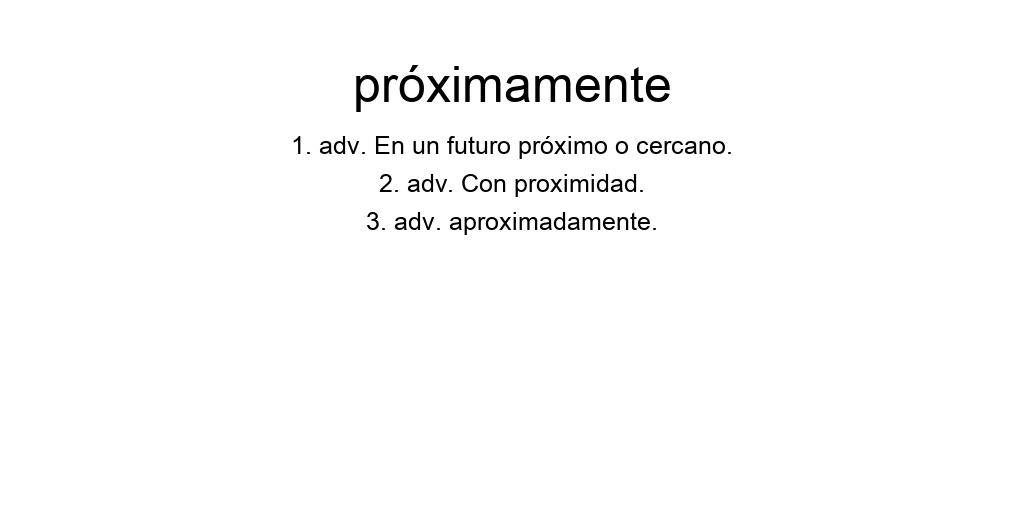 próximamente
1. adv. En un futuro próximo o cercano.
2. adv. Con proximidad.
3. adv. aproximadamente.